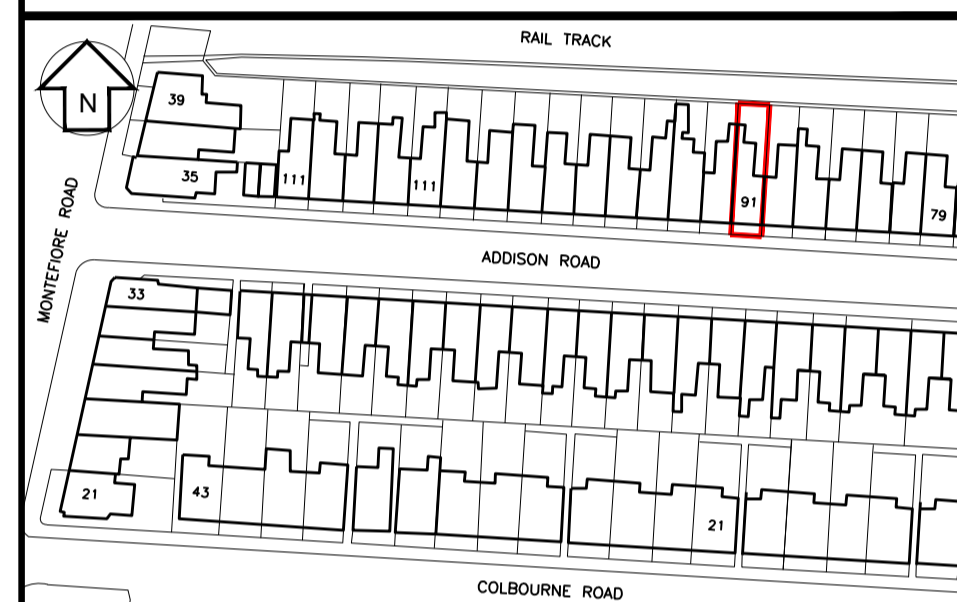 RAIL TRACK
N
39
35
111
111
91
79
MONTEFIORE ROAD
ADDISON ROAD
33
21
43
21
COLBOURNE ROAD